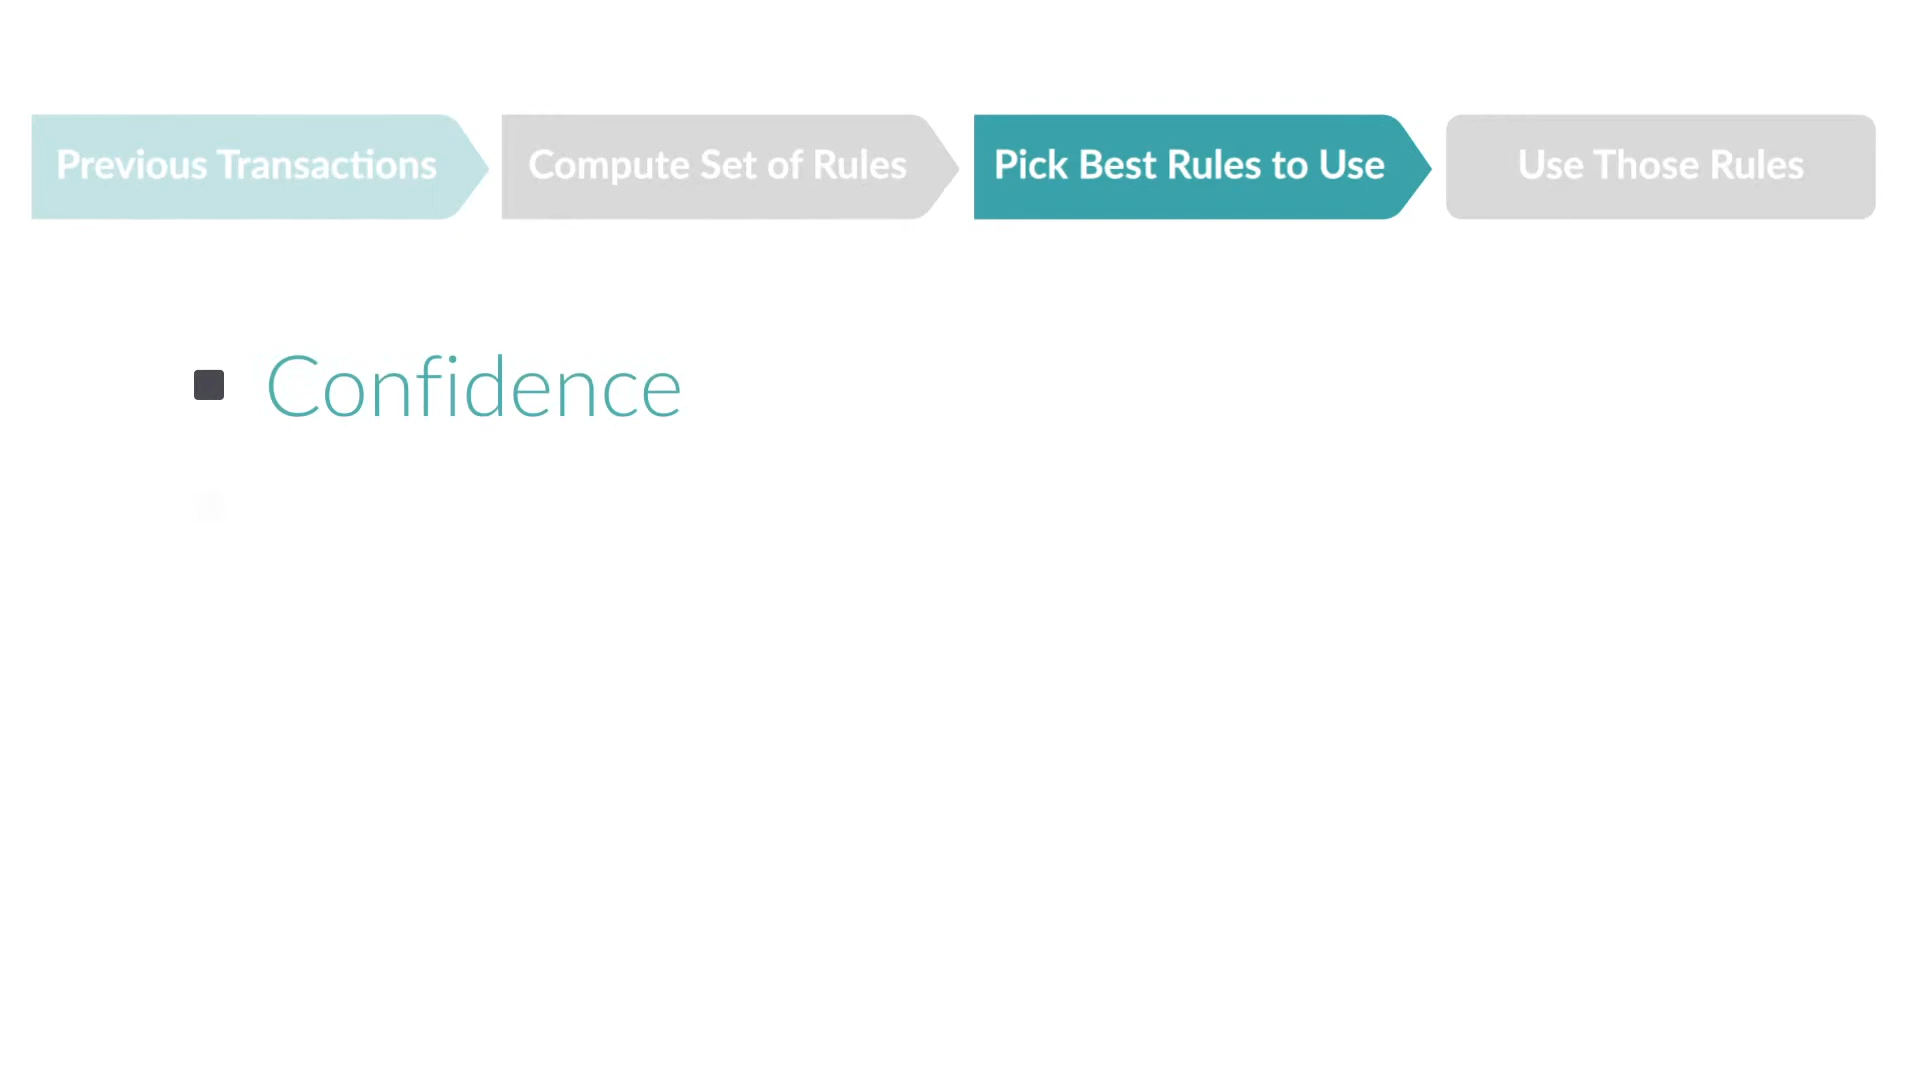 Previous Transactions
Compute Set of Rules
Pick Best Rules to Use
Use Those Rules
Confidence